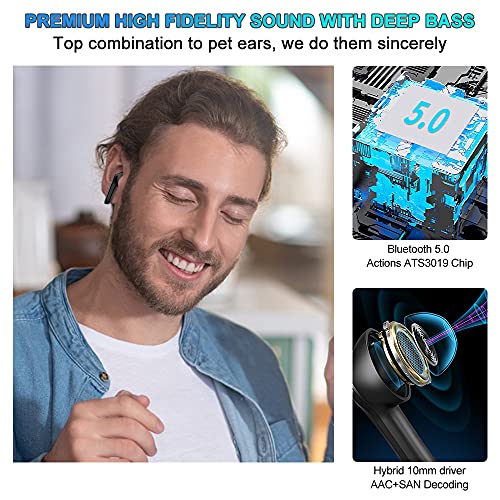 PREMIUM HIGH FIDELITY SOUND WITH DEEP BASS
Top combination to pet ears, we do them sincerely
5.0
Bluetooth 5.0
Actions ATS3019 Chip
Hybrid 10mm driver
AAC+SAN Decoding